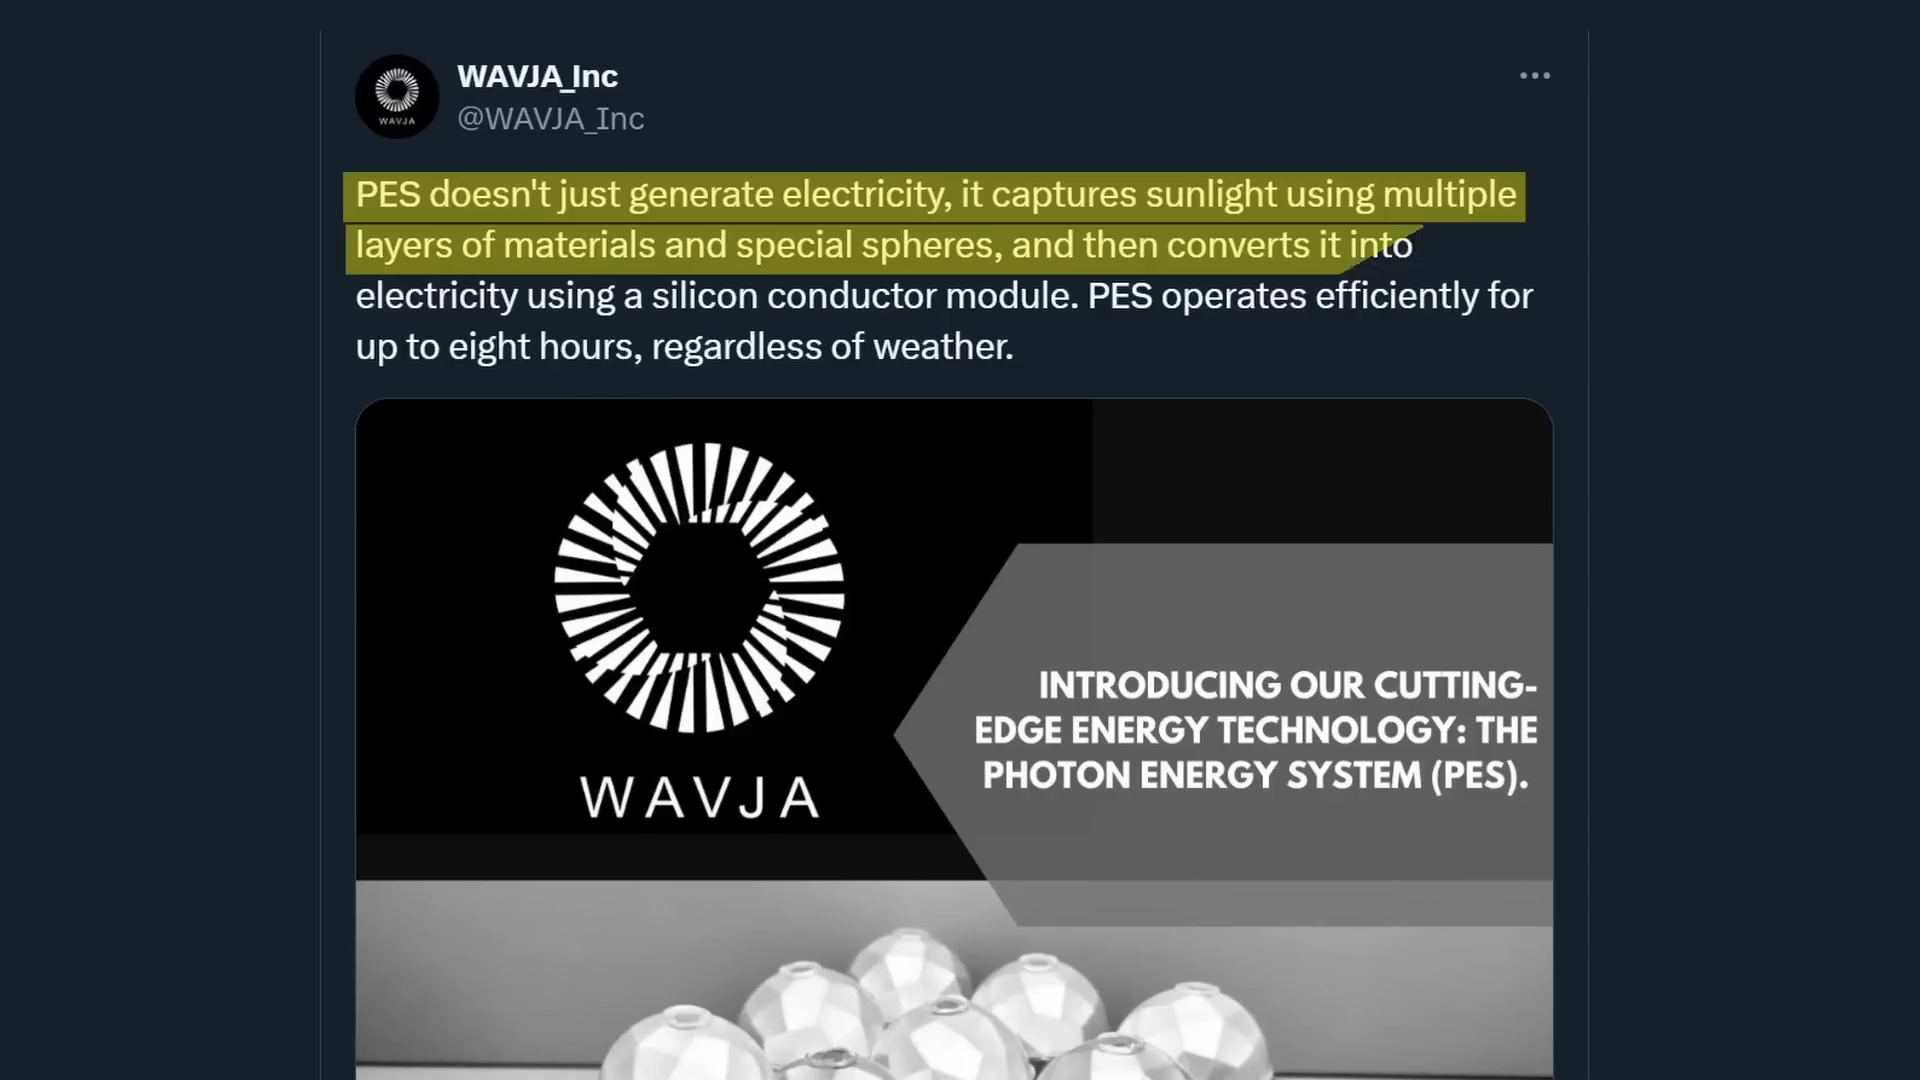 WAVJA_Inc
@WAVJA_Inc
WAVJA
PES doesn't just generate electricity, it captures sunlight using multiple
layers of materials and special spheres, and then converts it into
electricity using a silicon conductor module. PES operates efficiently for
up to eight hours, regardless of weather.
WAVJA
INTRODUCING OUR CUTTING-
EDGE ENERGY TECHNOLOGY: THE
PHOTON ENERGY SYSTEM (PES).